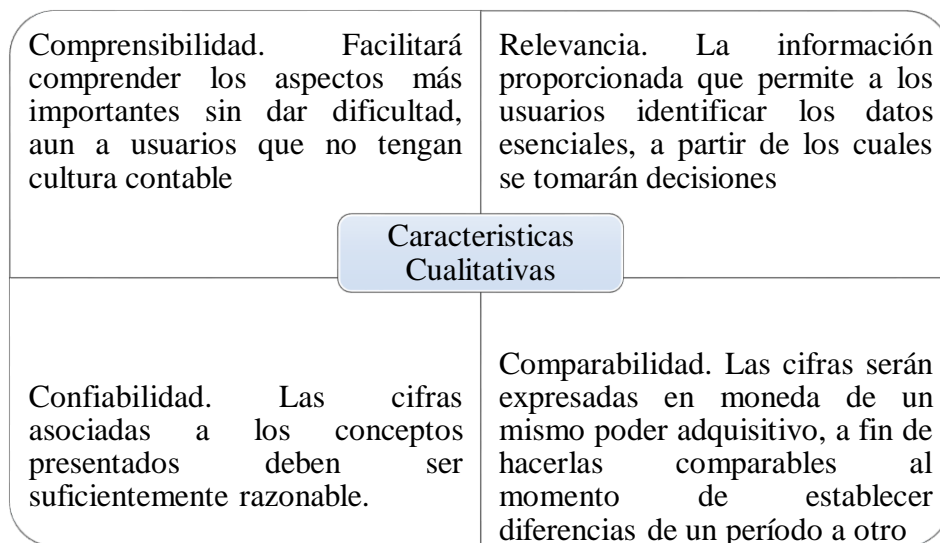 Comprensibilidad. Facilitará
comprender los aspectos más
importantes sin dar dificultad,
aun a usuarios que no tengan
cultura contable
Relevancia. La información
proporcionada que permite a los
usuarios identificar los datos
esenciales, a partir de los cuales
se tomarán decisiones
Caracteristicas
Cualitativas
Confiabilidad. Las cifras
asociadas a los conceptos
presentados deben ser
suficientemente razonable.
Comparabilidad. Las cifras serán
expresadas en moneda de un
mismo poder adquisitivo, a fin de
hacerlas comparables al
momento de establecer
diferencias de un período a otro